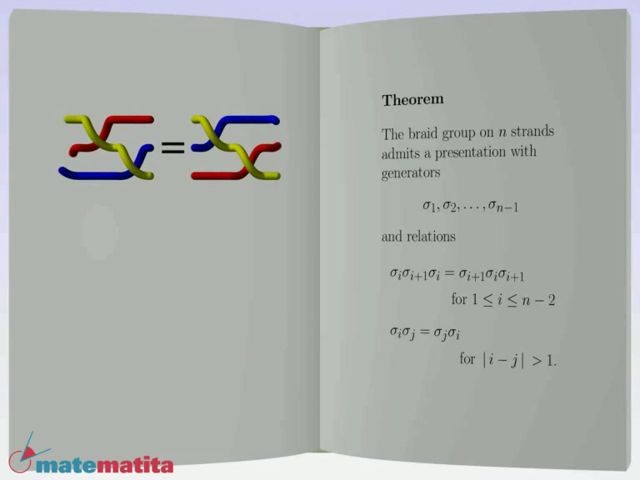 =
Theorem
The braid group on n strands
admits a presentation with
generators
σ₁, σ₂, . . . , σₙ₋₁
and relations
σᵢσᵢ₊₁σᵢ = σᵢ₊₁σᵢσᵢ₊₁
for 1 ≤ i ≤ n − 2
σᵢσⱼ = σⱼσᵢ
for | i − j | > 1.
matematita